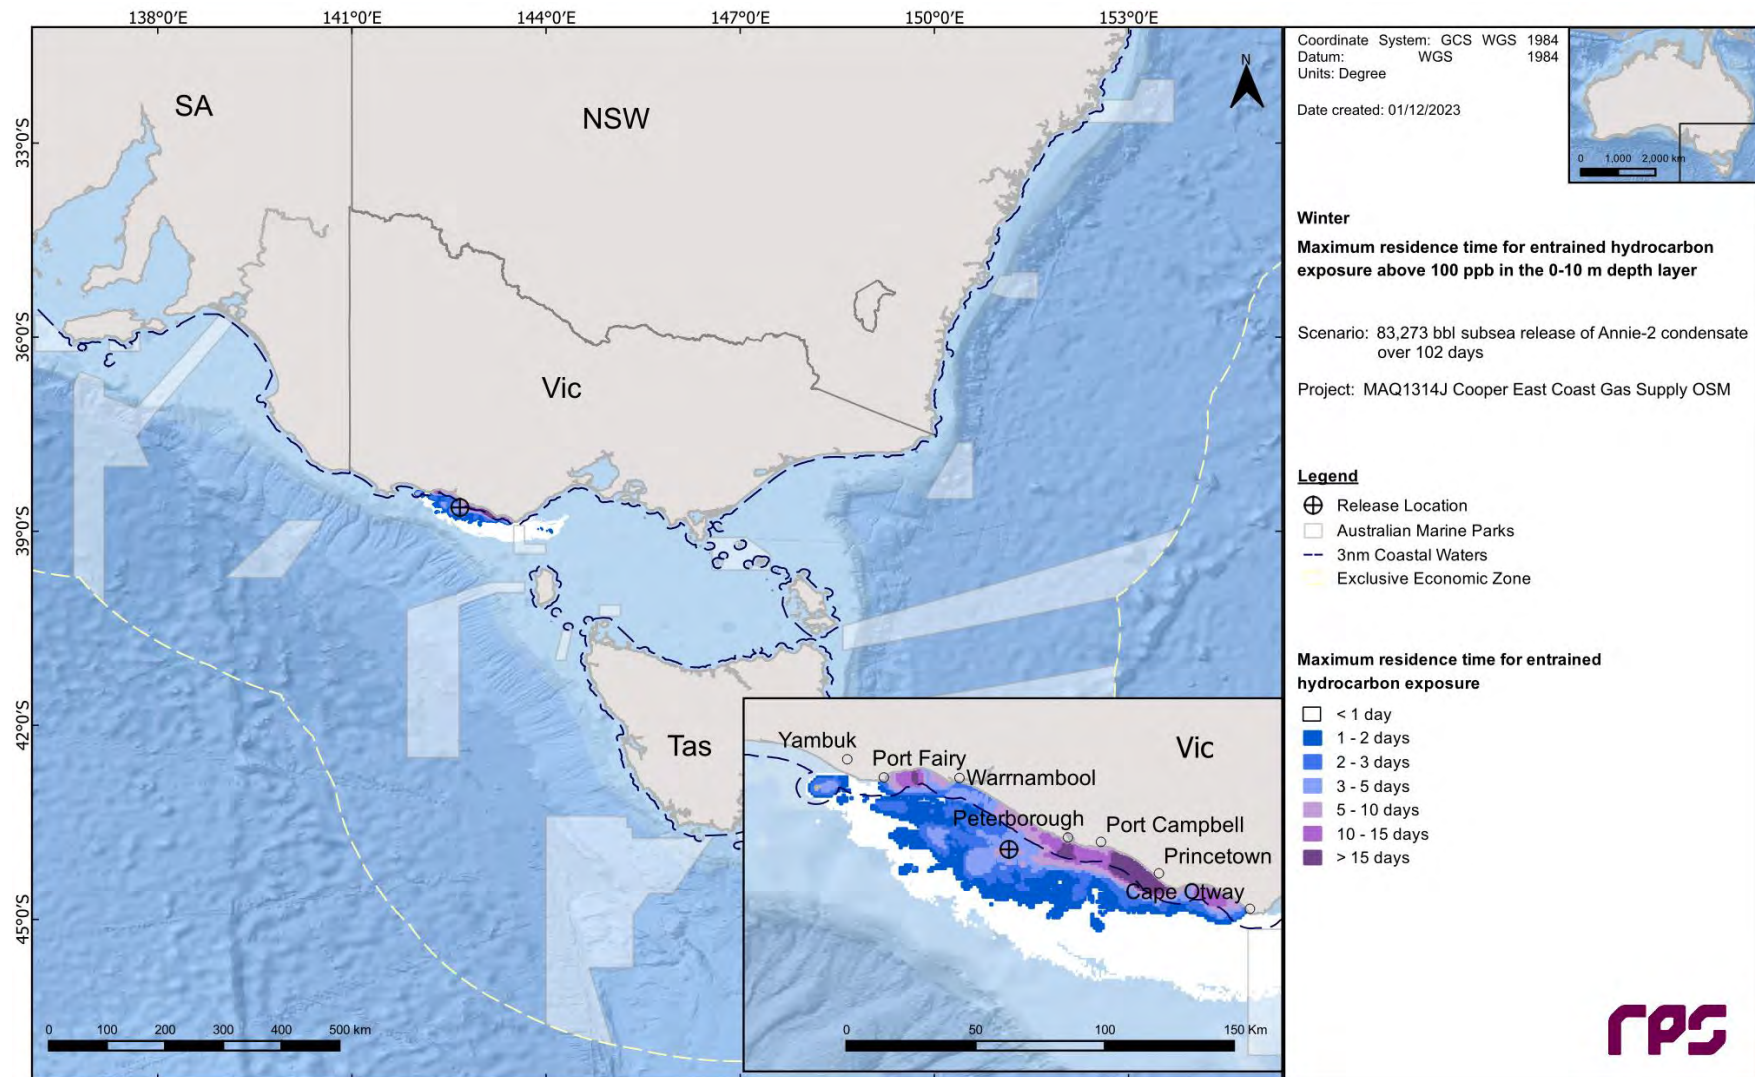 138°0'E 141°0'E 144°0'E 147°0'E 150°0'E 153°0'E
33°0'S
36°0'S
39°0'S
42°0'S
45°0'S
SA
NSW
Vic
Tas
N
0 100 200 300 400 500 km
Yambuk
Port Fairy
Warrnambool
Vic
Peterborough
Port Campbell
Princetown
Cape Otway
0 50 100 150 Km
Coordinate System: GCS WGS 1984
Datum: WGS 1984
Units: Degree
Date created: 01/12/2023
0 1,000 2,000 km
Winter
Maximum residence time for entrained hydrocarbon
exposure above 100 ppb in the 0-10 m depth layer
Scenario: 83,273 bbl subsea release of Annie-2 condensate
over 102 days
Project: MAQ1314J Cooper East Coast Gas Supply OSM
Legend
Release Location
Australian Marine Parks
3nm Coastal Waters
Exclusive Economic Zone
Maximum residence time for entrained
hydrocarbon exposure
< 1 day
1 - 2 days
2 - 3 days
3 - 5 days
5 - 10 days
10 - 15 days
> 15 days
rps